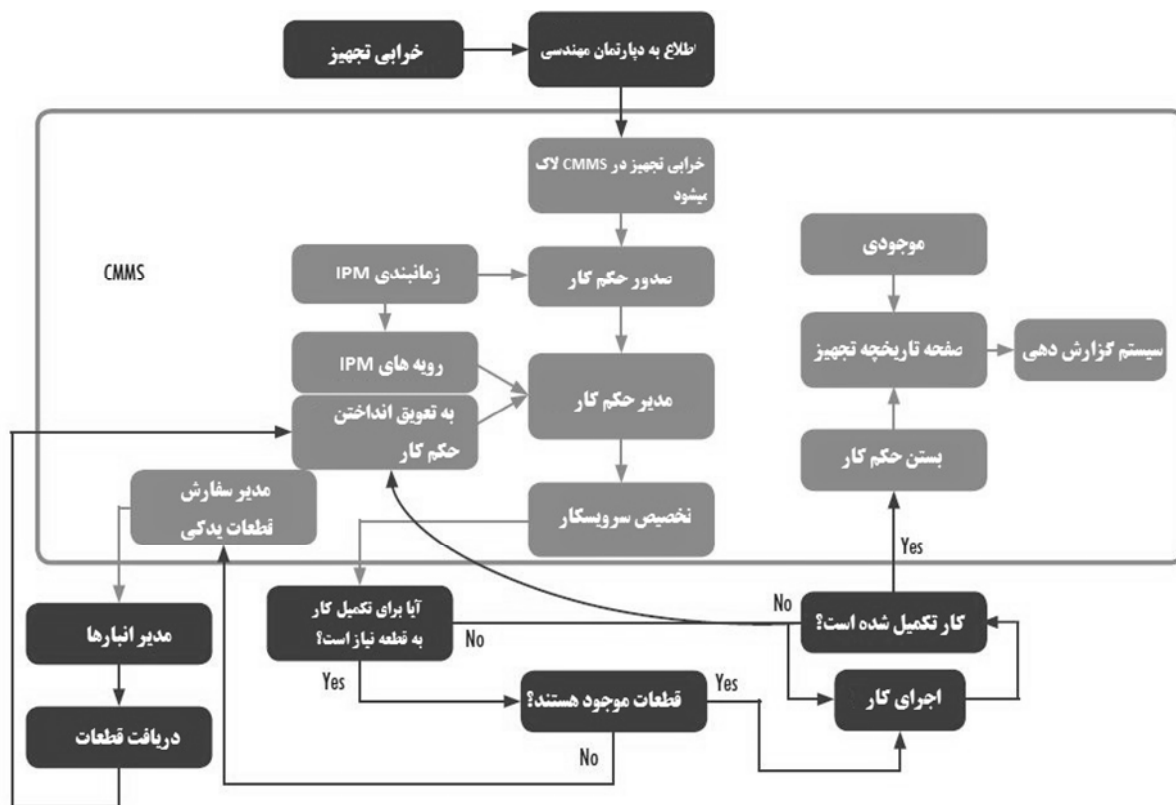 خرابی تجهیز
اطلاع به دپارتمان مهندسی
خرابی تجهیز در CMMS لاک
میشود
CMMS
زمانبندی IPM
صدور حکم کار
موجودی
رویه های IPM
مدیر حکم کار
صفحه تاریخچه تجهیز
سیستم گزارش دهی
به تعویق انداختن
حکم کار
بستن حکم کار
مدیر سفارش
قطعات یدکی
تخصیص سرویسکار
Yes
مدیر انبارها
آیا برای تکمیل کار
به قطعه نیاز است؟
No
No
کار تکمیل شده است؟
Yes
قطعات موجود هستند؟
Yes
اجرای کار
دریافت قطعات
No